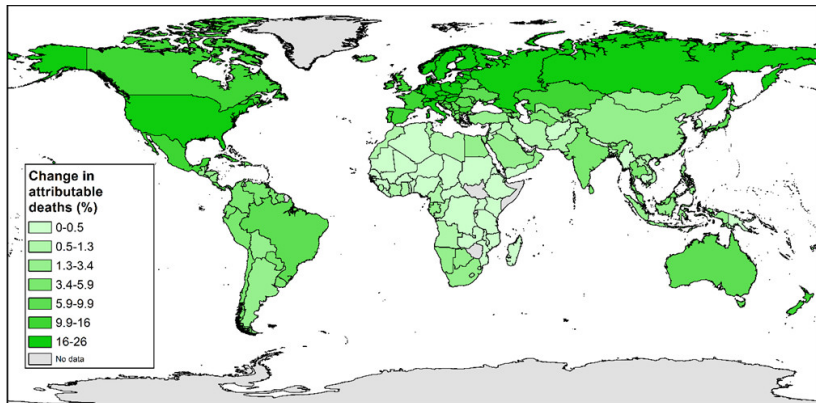 Change in
attributable
deaths (%)
0-0.5
0.5-1.3
1.3-3.4
3.4-5.9
5.9-9.9
9.9-16
16-26
No data